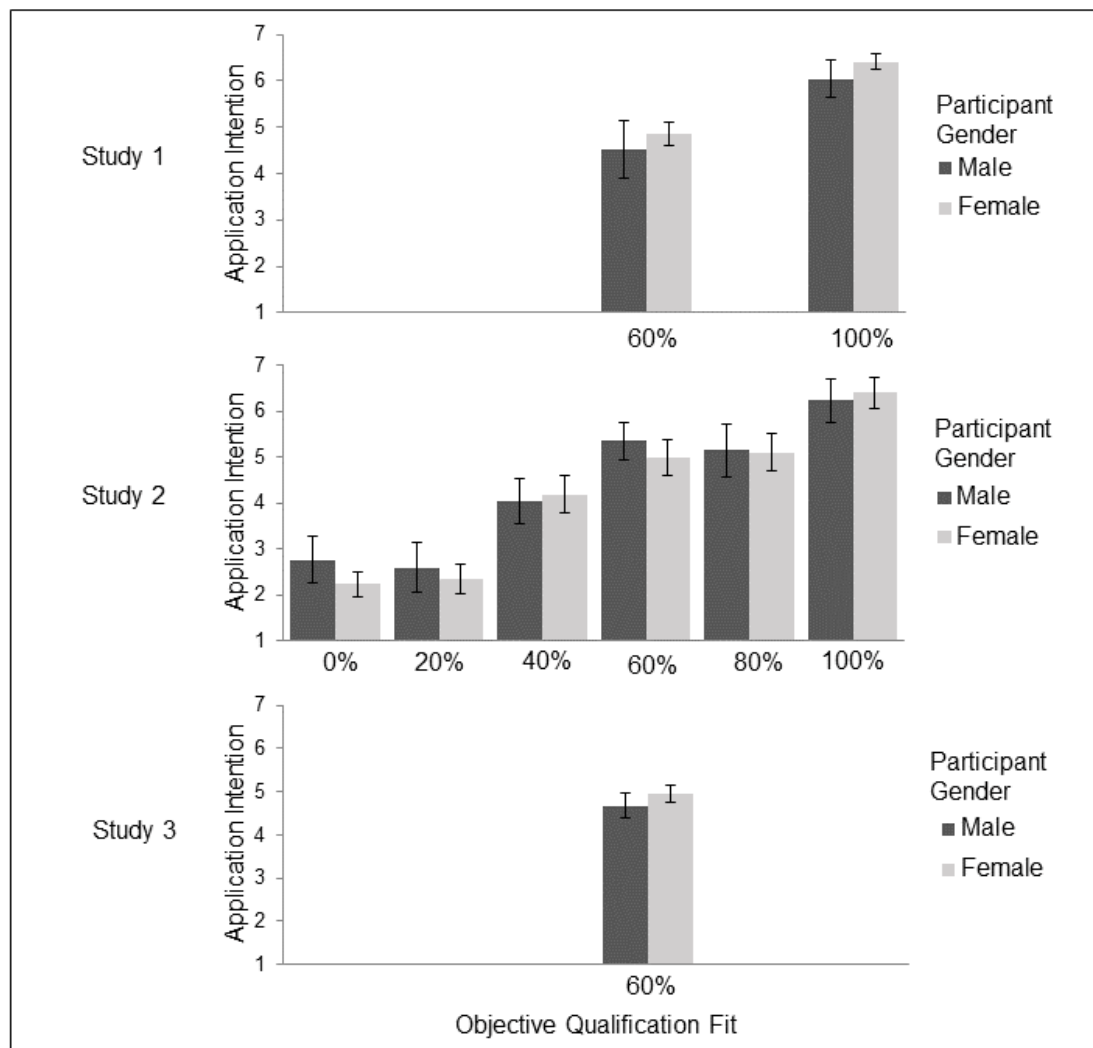 7
6
5
4
3
2
1
Application Intention
Study 1
60%
100%
Participant
Gender
Male
Female
7
6
5
4
3
2
1
Application Intention
Study 2
0%
20%
40%
60%
80%
100%
Participant
Gender
Male
Female
7
6
5
4
3
2
1
Application Intention
Study 3
60%
Participant
Gender
Male
Female
Objective Qualification Fit